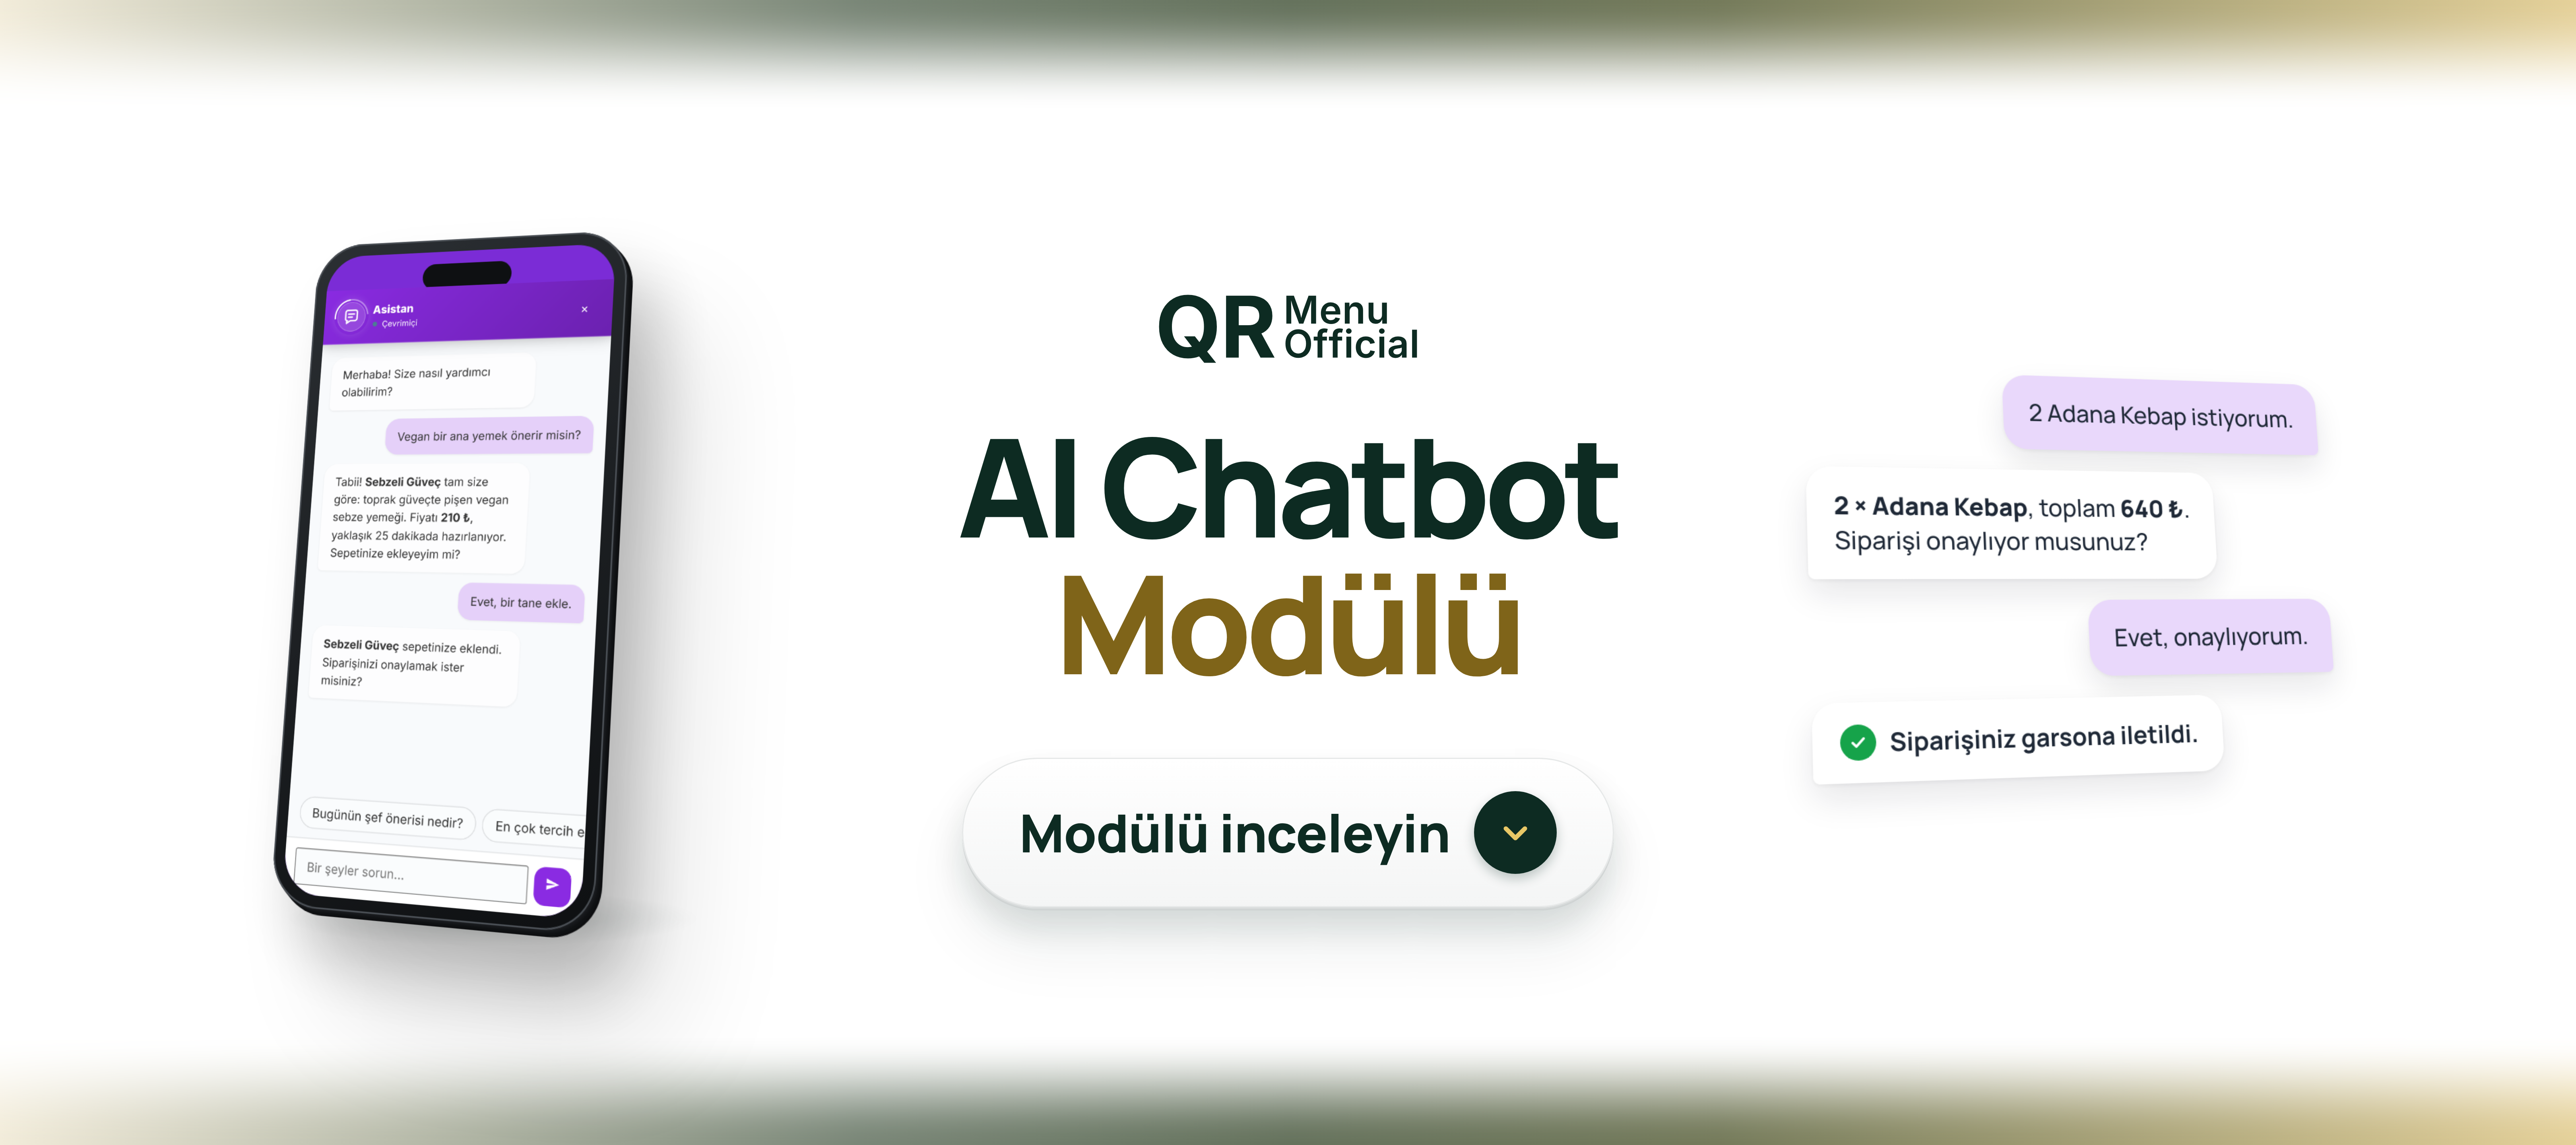 Asistan
Çevrimiçi
Merhaba! Size nasıl yardımcı
olabilirim?
Vegan bir ana yemek önerir misin?
Tabii! Sebzeli Güveç tam size
göre: toprak güveçte pişen vegan
sebze yemeği. Fiyatı 210 ₺,
yaklaşık 25 dakikada hazırlanıyor.
Sepetinize ekleyeyim mi?
Evet, bir tane ekle.
Sebzeli Güveç sepetinize eklendi.
Siparişinizi onaylamak ister
misiniz?
Bugünün şef önerisi nedir?
En çok tercih e
Bir şeyler sorun...
QR Menu
Official
AI Chatbot
Modülü
Modülü inceleyin
2 Adana Kebap istiyorum.
2 × Adana Kebap, toplam 640 ₺.
Siparişi onaylıyor musunuz?
Evet, onaylıyorum.
Siparişiniz garsona iletildi.